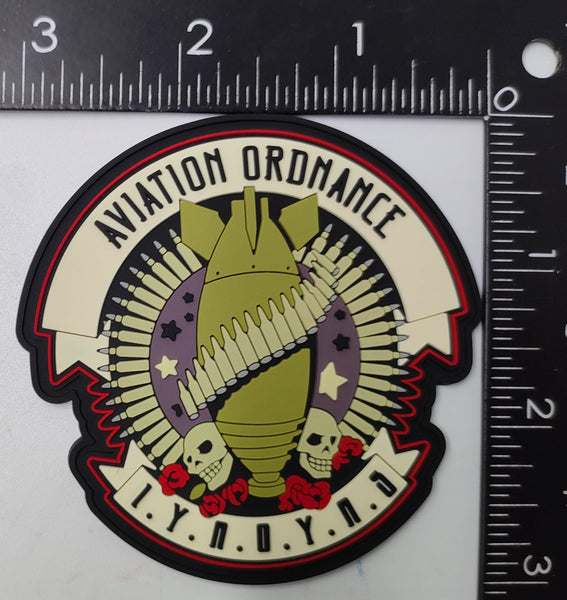 3 2 1 0
AVIATION ORDNANCE
I.Y.A.O.Y.A.S
1
2
3